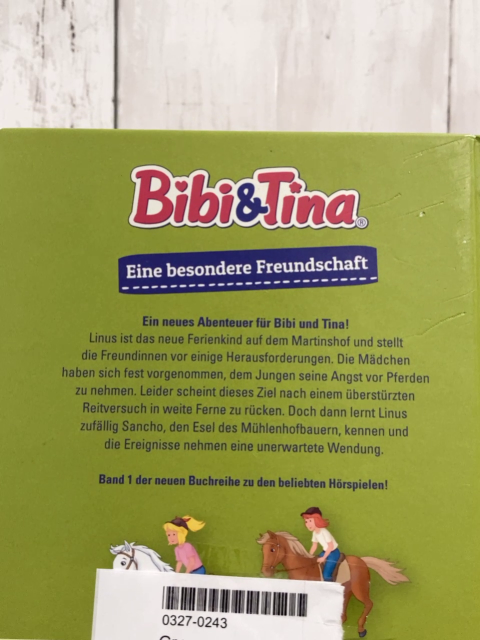 Bibi&Tina®
Eine besondere Freundschaft
Ein neues Abenteuer für Bibi und Tina!
Linus ist das neue Ferienkind auf dem Martinshof und stellt
die Freundinnen vor einige Herausforderungen. Die Mädchen
haben sich fest vorgenommen, dem Jungen seine Angst vor Pferden
zu nehmen. Leider scheint dieses Ziel nach einem überstürzten
Reitversuch in weite Ferne zu rücken. Doch dann lernt Linus
zufällig Sancho, den Esel des Mühlenhofbauern, kennen und
die Ereignisse nehmen eine unerwartete Wendung.
Band 1 der neuen Buchreihe zu den beliebten Hörspielen!
0327-0243